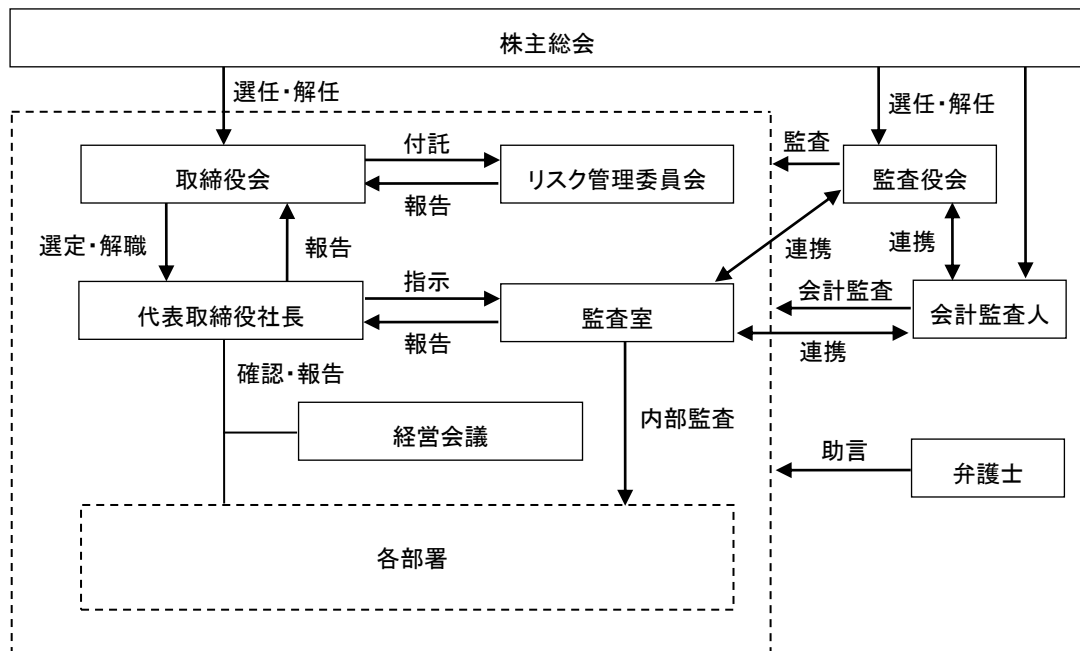 株主総会
選任・解任
選任・解任
付託
監査
取締役会
リスク管理委員会
監査役会
報告
選定・解職
報告
連携
連携
指示
会計監査
代表取締役社長
監査室
会計監査人
報告
連携
確認・報告
経営会議
内部監査
助言
弁護士
各部署